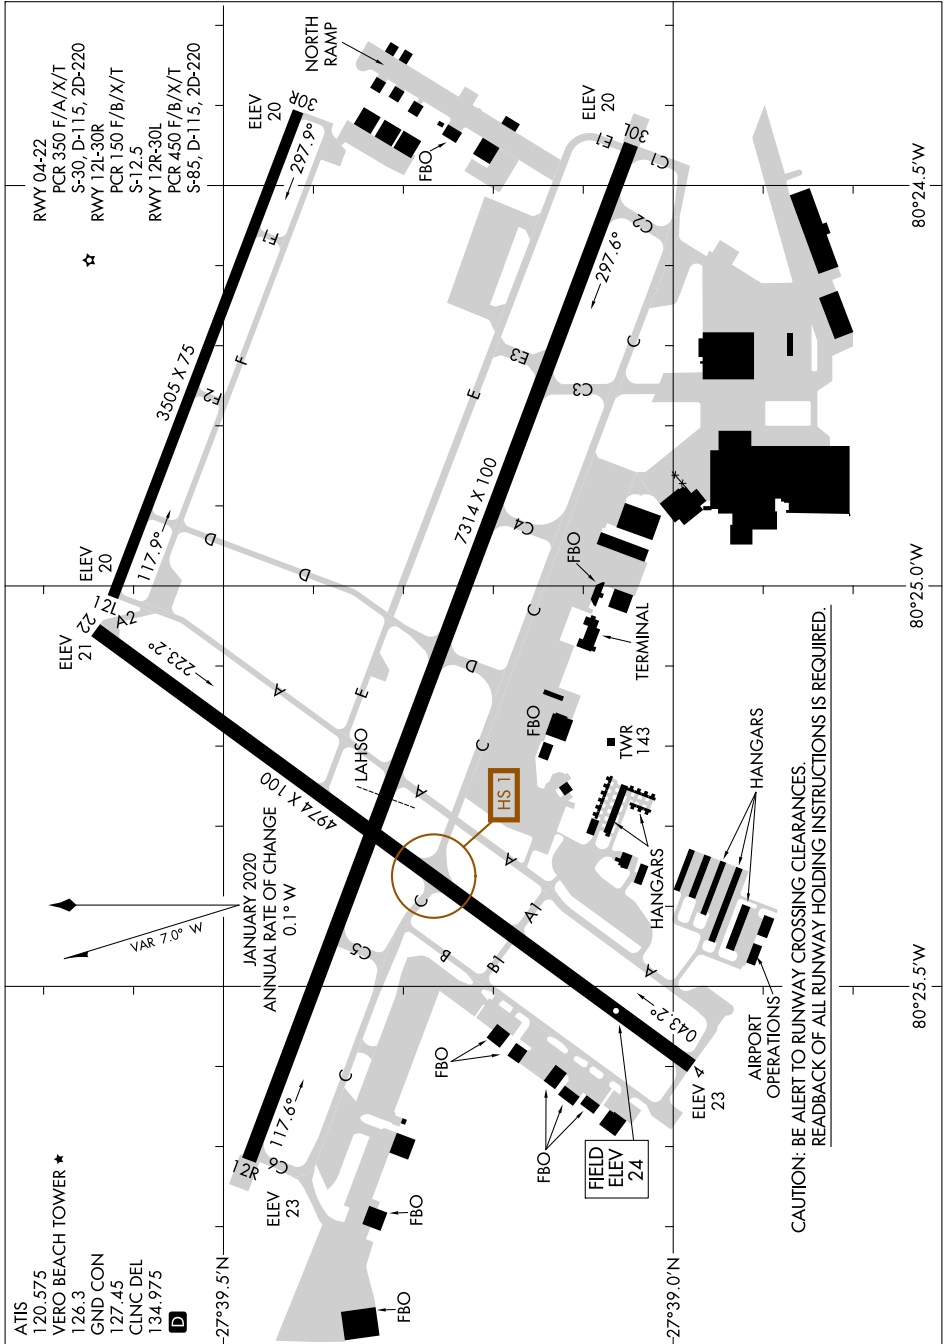 ATIS
120.575
VERO BEACH TOWER ★
126.3
GND CON
127.45
CLNC DEL
134.975
D
RWY 04-22
PCR 350 F/A/X/T
S-30, D-115, 2D-220
RWY 12L-30R
PCR 150 F/B/X/T
S-12.5
RWY 12R-30L
PCR 450 F/B/X/T
S-85, D-115, 2D-220
VAR 7.0° W
JANUARY 2020
ANNUAL RATE OF CHANGE
0.1° W
ELEV
21
22
223.2°
A2
12L
ELEV
20
117.9°
3505 X 75
F2
F
F1
297.9°
30R
ELEV
20
NORTH
RAMP
FBO
D
D
A
E
E
E3
LAHSO
4974 X 100
7314 X 100
12R
ELEV
23
117.6°
C6
C
C5
C
B
B1
A1
A
A
HS 1
C
D
C
C4
C3
C
C2
C1
E1
297.6°
30L
ELEV
20
FBO
FBO
FBO
FBO
FIELD
ELEV
24
043.2°
4
ELEV
23
A
FBO
FBO
TERMINAL
TWR
143
HANGARS
HANGARS
AIRPORT
OPERATIONS
27°39.5'N
27°39.0'N
80°25.5'W
80°25.0'W
80°24.5'W
CAUTION: BE ALERT TO RUNWAY CROSSING CLEARANCES.
READBACK OF ALL RUNWAY HOLDING INSTRUCTIONS IS REQUIRED.